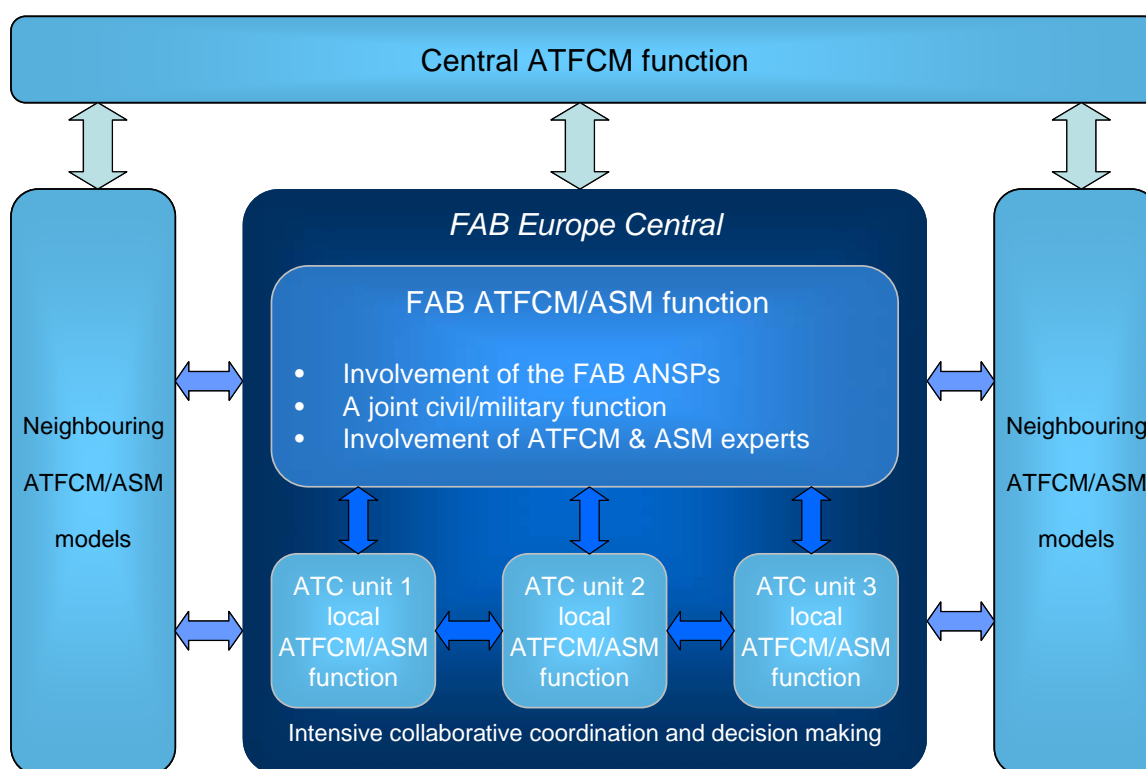 Central ATFCM function
FAB Europe Central
FAB ATFCM/ASM function
• Involvement of the FAB ANSPs
• A joint civil/military function
• Involvement of ATFCM & ASM experts
Neighbouring
ATFCM/ASM
models
Neighbouring
ATFCM/ASM
models
ATC unit 1
local
ATFCM/ASM
function
ATC unit 2
local
ATFCM/ASM
function
ATC unit 3
local
ATFCM/ASM
function
Intensive collaborative coordination and decision making